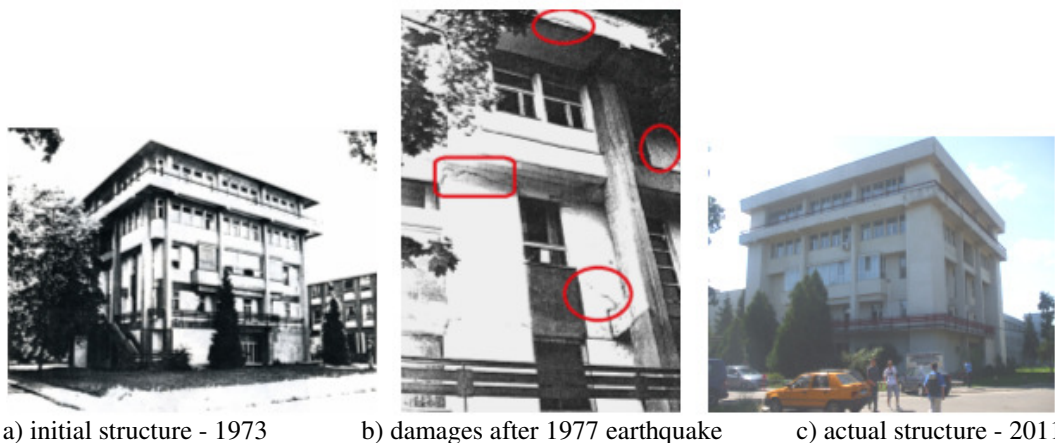 a) initial structure - 1973 b) damages after 1977 earthquake c) actual structure - 201